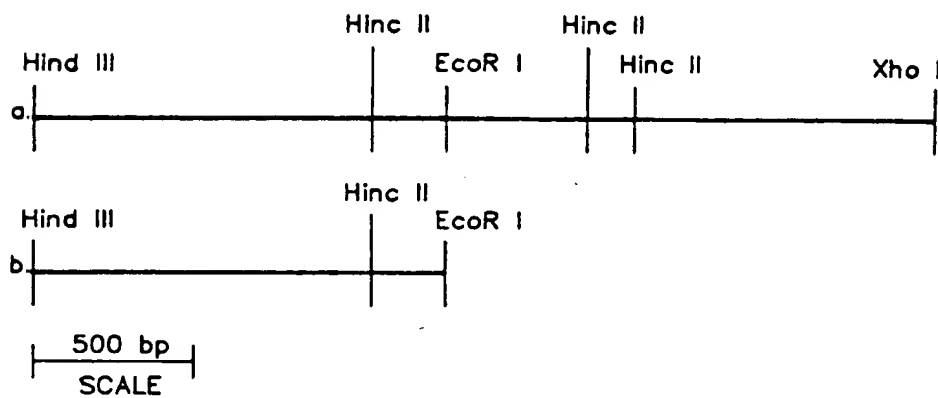 Hinc II Hinc II
Hind III EcoR I Hinc II Xho I
a.
Hinc II
Hind III EcoR I
b.
500 bp
SCALE